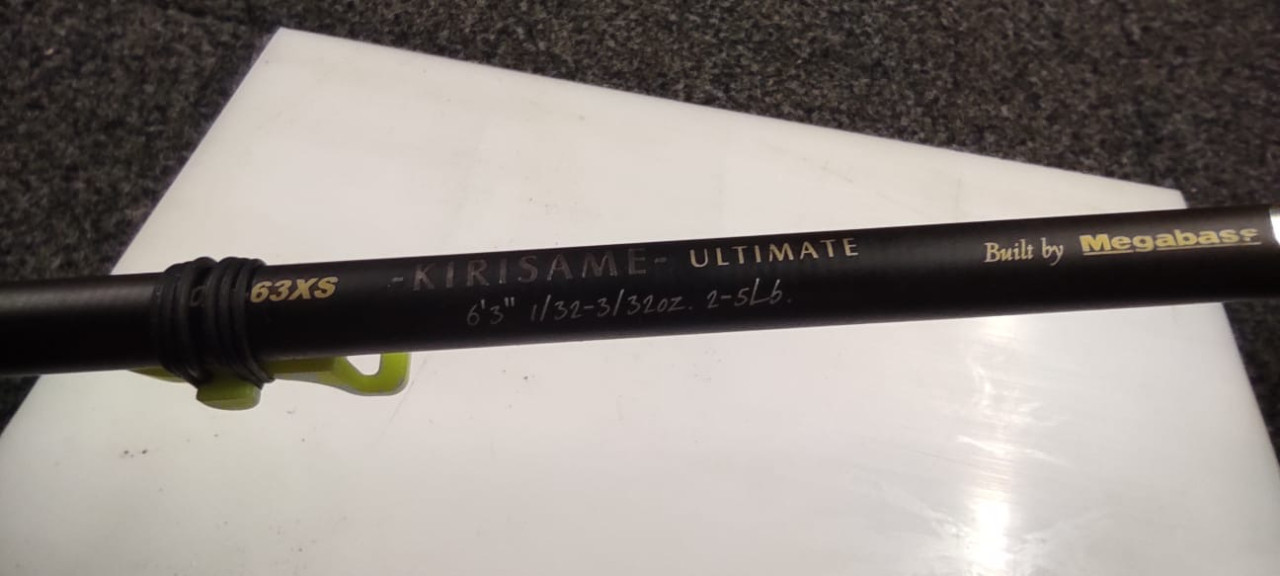 63XS -KIRISAME- ULTIMATE Built by Megabass
6'3" 1/32-3/32oz. 2-5Lb.